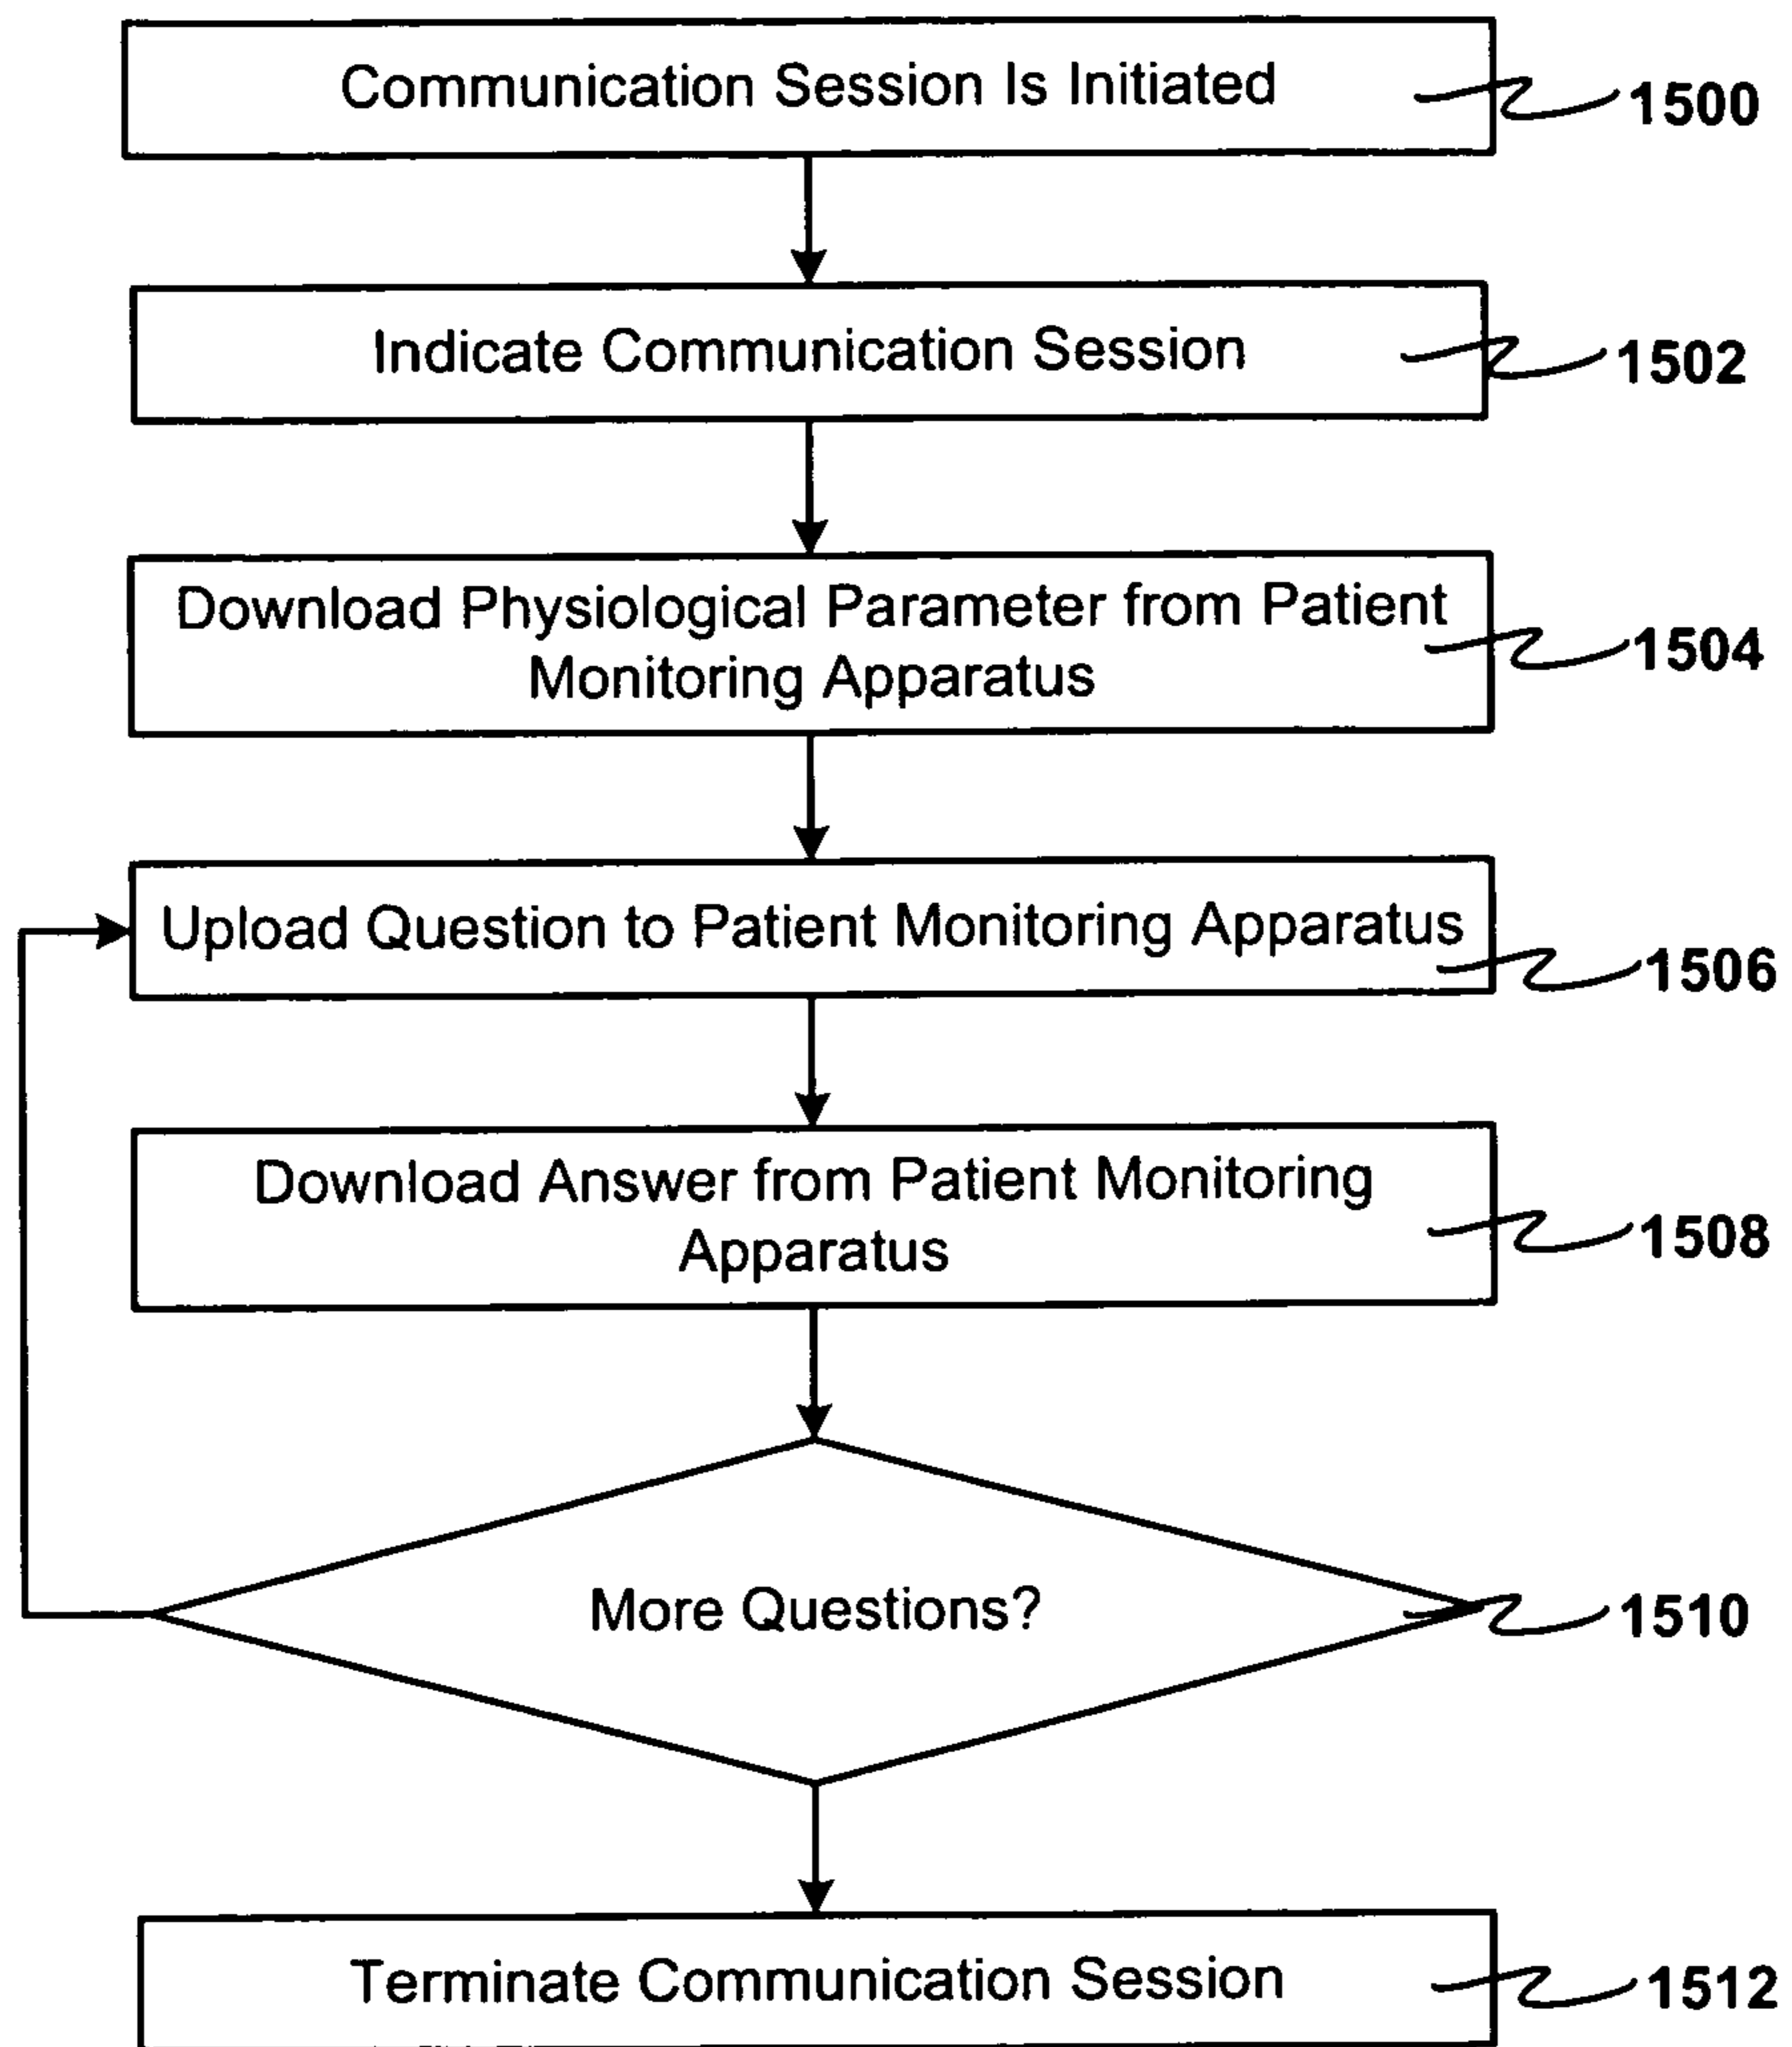 Communication Session Is Initiated
1500
Indicate Communication Session
1502
Download Physiological Parameter from Patient
Monitoring Apparatus
1504
Upload Question to Patient Monitoring Apparatus
1506
Download Answer from Patient Monitoring
Apparatus
1508
More Questions?
1510
Terminate Communication Session
1512